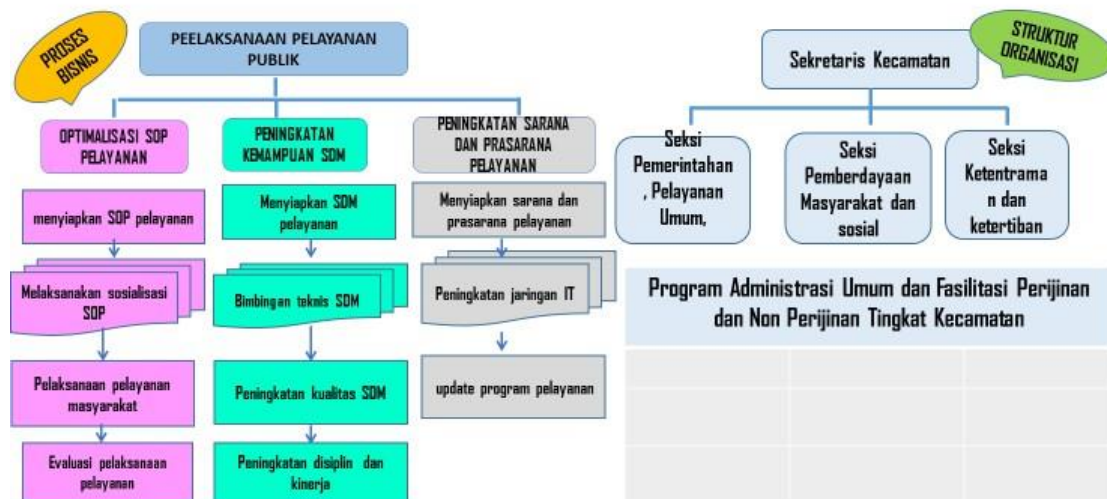 PROSES
BISNIS
PEELAKSANAAN PELAYANAN
PUBLIK
OPTIMALISASI SOP
PELAYANAN
menyiapkan SOP pelayanan
Melaksanakan sosialisasi
SOP
Pelaksanaan pelayanan
masyarakat
Evaluasi pelaksanaan
pelayanan
PENINGKATAN
KEMAMPUAN SDM
Menyiapkan SDM
pelayanan
Bimbingan teknis SDM
Peningkatan kualitas SDM
Peningkatan disiplin dan
kinerja
PENINGKATAN SARANA
DAN PRASARANA
PELAYANAN
Menyiapkan sarana dan
prasarana pelayanan
Peningkatan jaringan IT
update program pelayanan
STRUKTUR
ORGANISASI
Sekretaris Kecamatan
Seksi
Pemerintahan
, Pelayanan
Umum,
Seksi
Pemberdayaan
Masyarakat dan
sosial
Seksi
Ketentrama
n dan
ketertiban
Program Administrasi Umum dan Fasilitasi Perijinan
dan Non Perijinan Tingkat Kecamatan